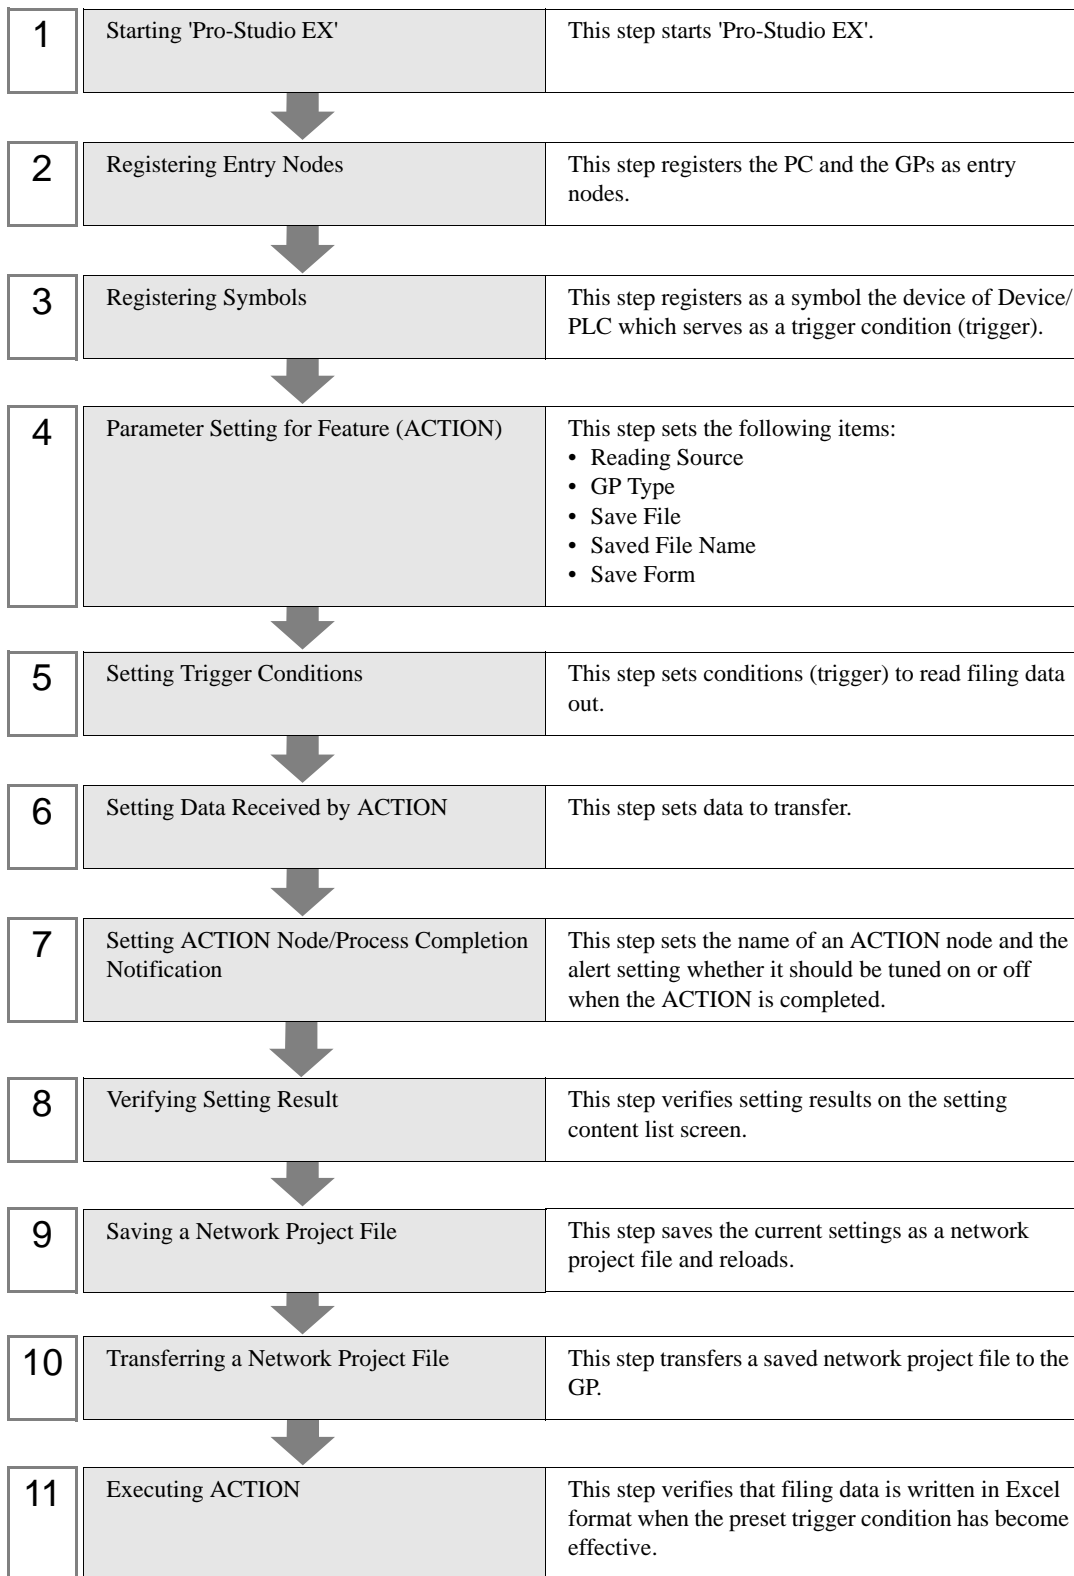 1
Starting 'Pro-Studio EX'
This step starts 'Pro-Studio EX'.
2
Registering Entry Nodes
This step registers the PC and the GPs as entry
nodes.
3
Registering Symbols
This step registers as a symbol the device of Device/
PLC which serves as a trigger condition (trigger).
4
Parameter Setting for Feature (ACTION)
This step sets the following items:
• Reading Source
• GP Type
• Save File
• Saved File Name
• Save Form
5
Setting Trigger Conditions
This step sets conditions (trigger) to read filing data
out.
6
Setting Data Received by ACTION
This step sets data to transfer.
7
Setting ACTION Node/Process Completion
Notification
This step sets the name of an ACTION node and the
alert setting whether it should be tuned on or off
when the ACTION is completed.
8
Verifying Setting Result
This step verifies setting results on the setting
content list screen.
9
Saving a Network Project File
This step saves the current settings as a network
project file and reloads.
10
Transferring a Network Project File
This step transfers a saved network project file to the
GP.
11
Executing ACTION
This step verifies that filing data is written in Excel
format when the preset trigger condition has become
effective.